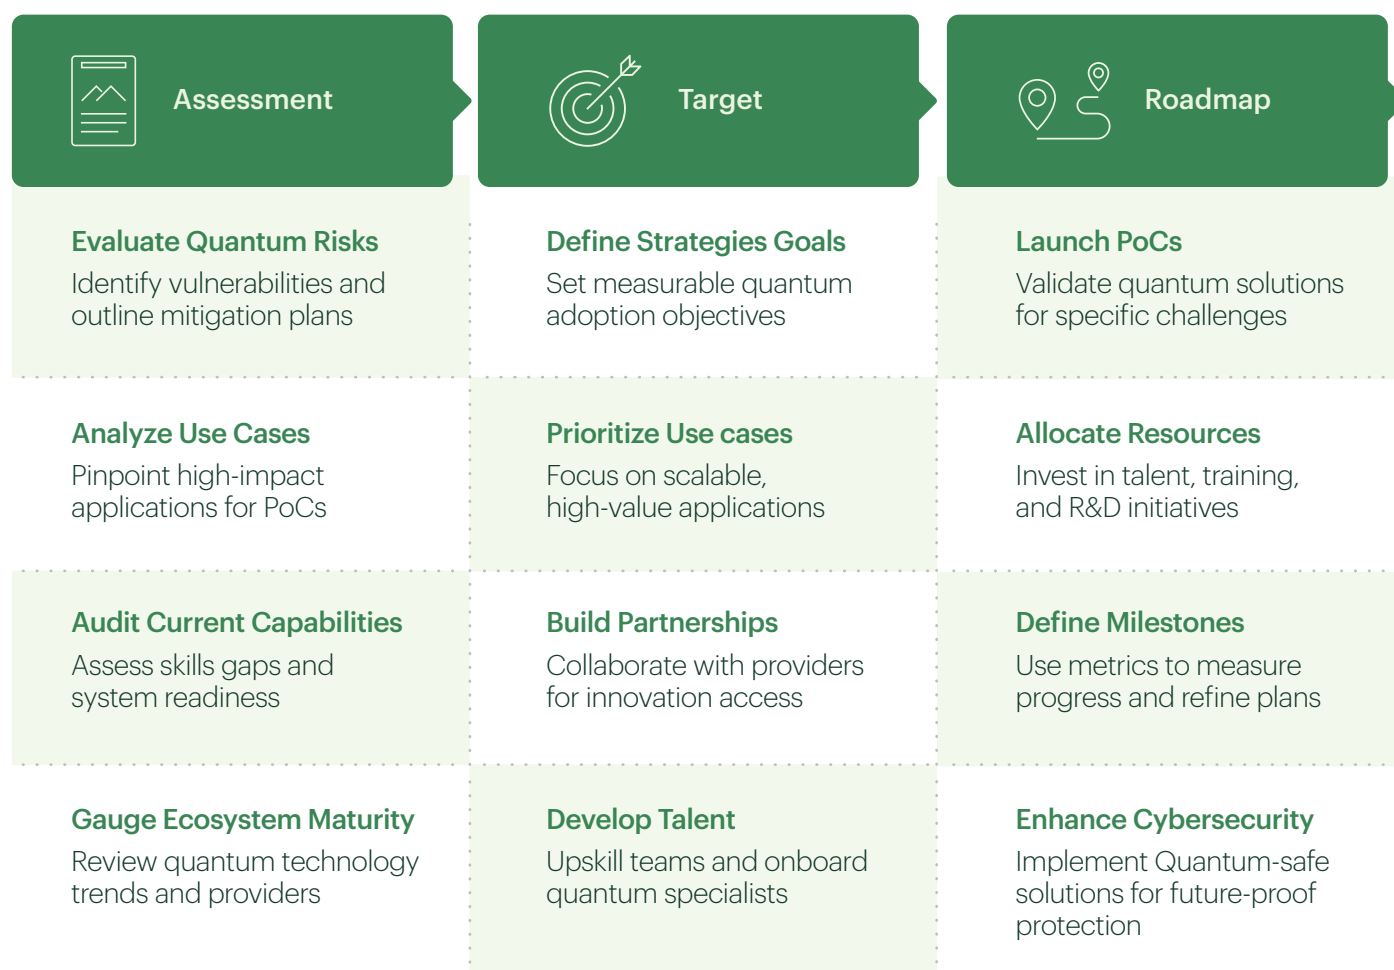 Assessment
Target
Roadmap
Evaluate Quantum Risks
Identify vulnerabilities and
outline mitigation plans
Define Strategies Goals
Set measurable quantum
adoption objectives
Launch PoCs
Validate quantum solutions
for specific challenges
Analyze Use Cases
Pinpoint high-impact
applications for PoCs
Prioritize Use cases
Focus on scalable,
high-value applications
Allocate Resources
Invest in talent, training,
and R&D initiatives
Audit Current Capabilities
Assess skills gaps and
system readiness
Build Partnerships
Collaborate with providers
for innovation access
Define Milestones
Use metrics to measure
progress and refine plans
Gauge Ecosystem Maturity
Review quantum technology
trends and providers
Develop Talent
Upskill teams and onboard
quantum specialists
Enhance Cybersecurity
Implement Quantum-safe
solutions for future-proof
protection